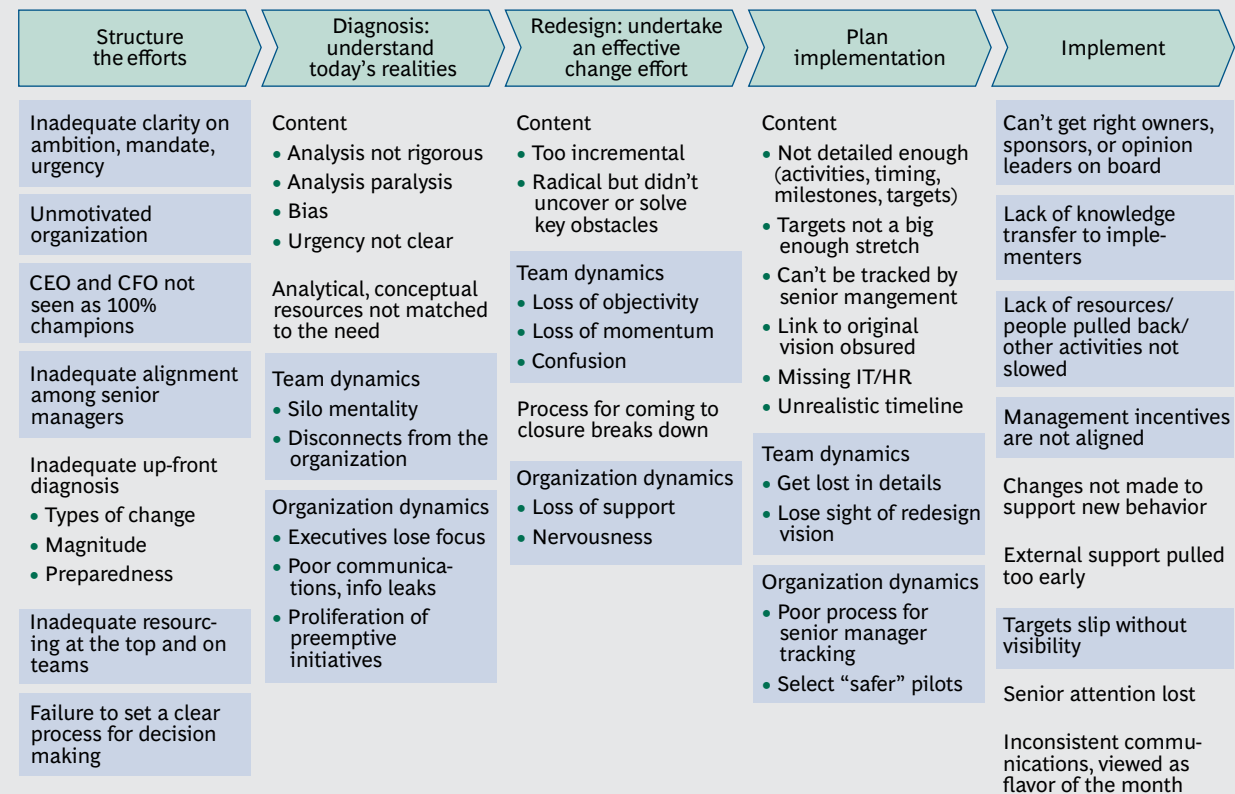 Structure
the efforts
Diagnosis:
understand
today's realities
Redesign: undertake
an effective
change effort
Plan
implementation
Implement
Inadequate clarity on
ambition, mandate,
urgency
Unmotivated
organization
CEO and CFO not
seen as 100%
champions
Inadequate alignment
among senior
managers
Inadequate up-front
diagnosis
• Types of change
• Magnitude
• Preparedness
Inadequate resourc-
ing at the top and on
teams
Failure to set a clear
process for decision
making
Content
• Analysis not rigorous
• Analysis paralysis
• Bias
• Urgency not clear
Analytical, conceptual
resources not matched
to the need
Team dynamics
• Silo mentality
• Disconnects from the
organization
Organization dynamics
• Executives lose focus
• Poor communica-
tions, info leaks
• Proliferation of
preemptive
initiatives
Content
• Too incremental
• Radical but didn't
uncover or solve
key obstacles
Team dynamics
• Loss of objectivity
• Loss of momentum
• Confusion
Process for coming to
closure breaks down
Organization dynamics
• Loss of support
• Nervousness
Content
• Not detailed enough
(activities, timing,
milestones, targets)
• Targets not a big
enough stretch
• Can't be tracked by
senior mangement
• Link to original
vision obsured
• Missing IT/HR
• Unrealistic timeline
Team dynamics
• Get lost in details
• Lose sight of redesign
vision
Organization dynamics
• Poor process for
senior manager
tracking
• Select “safer” pilots
Can't get right owners,
sponsors, or opinion
leaders on board
Lack of knowledge
transfer to imple-
menters
Lack of resources/
people pulled back/
other activities not
slowed
Management incentives
are not aligned
Changes not made to
support new behavior
External support pulled
too early
Targets slip without
visibility
Senior attention lost
Inconsistent commu-
nications, viewed as
flavor of the month